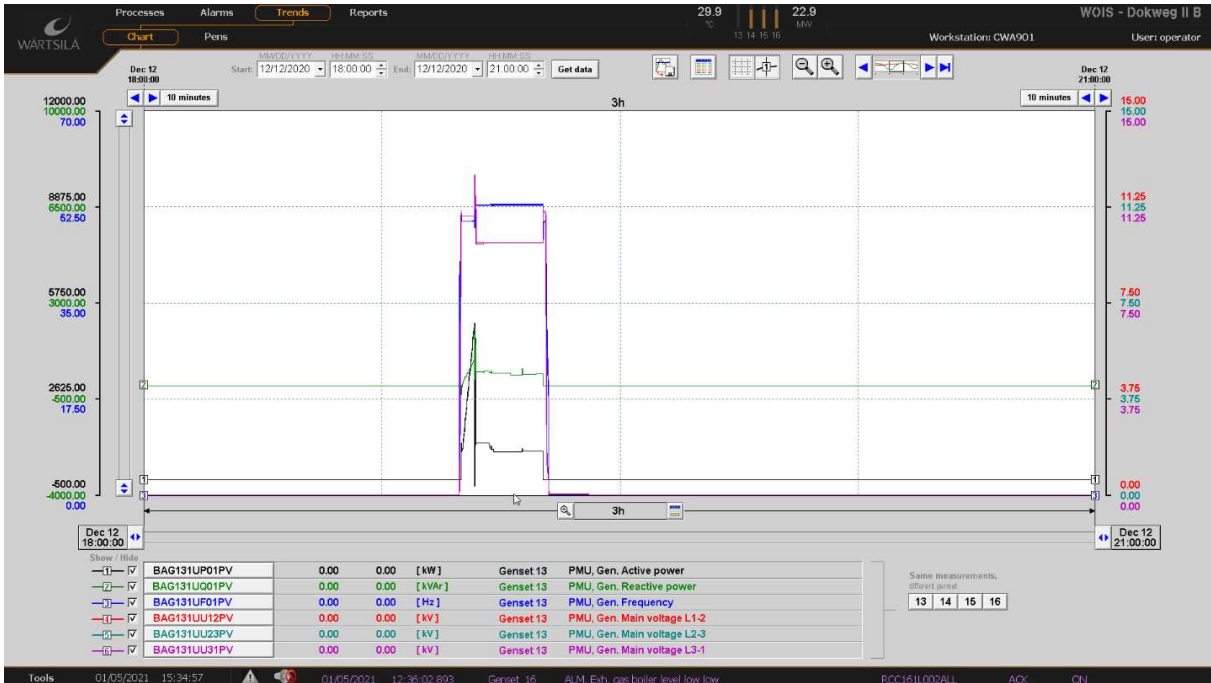 Processes Alarms Trends Reports 29.9 °C 22.9 MW WOIS - Dokweg II B
WÄRTSILÄ Chart Pens 13 14 15 16 Workstation: CWA901 User: operator
MM/DD/YYYY HH:MM:SS MM/DD/YYYY HH:MM:SS
Dec 12 18:00:00 Start: 12/12/2020 18:00:00 End: 12/12/2020 21:00:00 Get data Dec 12 21:00:00
10 minutes 3h 10 minutes
12000.00 15.00
10000.00 15.00
70.00 15.00
8875.00 11.25
6500.00 11.25
52.50 11.25
5750.00 7.50
3000.00 7.50
35.00 7.50
2625.00 3.75
-500.00 3.75
17.50 3.75
2 2
1 1
-500.00 0.00
-4000.00 3 3 0.00
0.00 0.00
3h
Dec 12 18:00:00 Dec 12 21:00:00
Show / Hide
1 BAG131UP01PV 0.00 0.00 [kW] Genset 13 PMU, Gen. Active power
2 BAG131UQ01PV 0.00 0.00 [kVAr] Genset 13 PMU, Gen. Reactive power
3 BAG131UF01PV 0.00 0.00 [Hz] Genset 13 PMU, Gen. Frequency
4 BAG131UU12PV 0.00 0.00 [kV] Genset 13 PMU, Gen. Main voltage L1-2
5 BAG131UU23PV 0.00 0.00 [kV] Genset 13 PMU, Gen. Main voltage L2-3
6 BAG131UU31PV 0.00 0.00 [kV] Genset 13 PMU, Gen. Main voltage L3-1
Same measurements,
different genset
13 14 15 16
Tools 01/05/2021 15:34:57 01/05/2021 12:36:02.893 Genset 16 ALM, Exh. gas boiler level low low RCC161L002ALL ACK ON